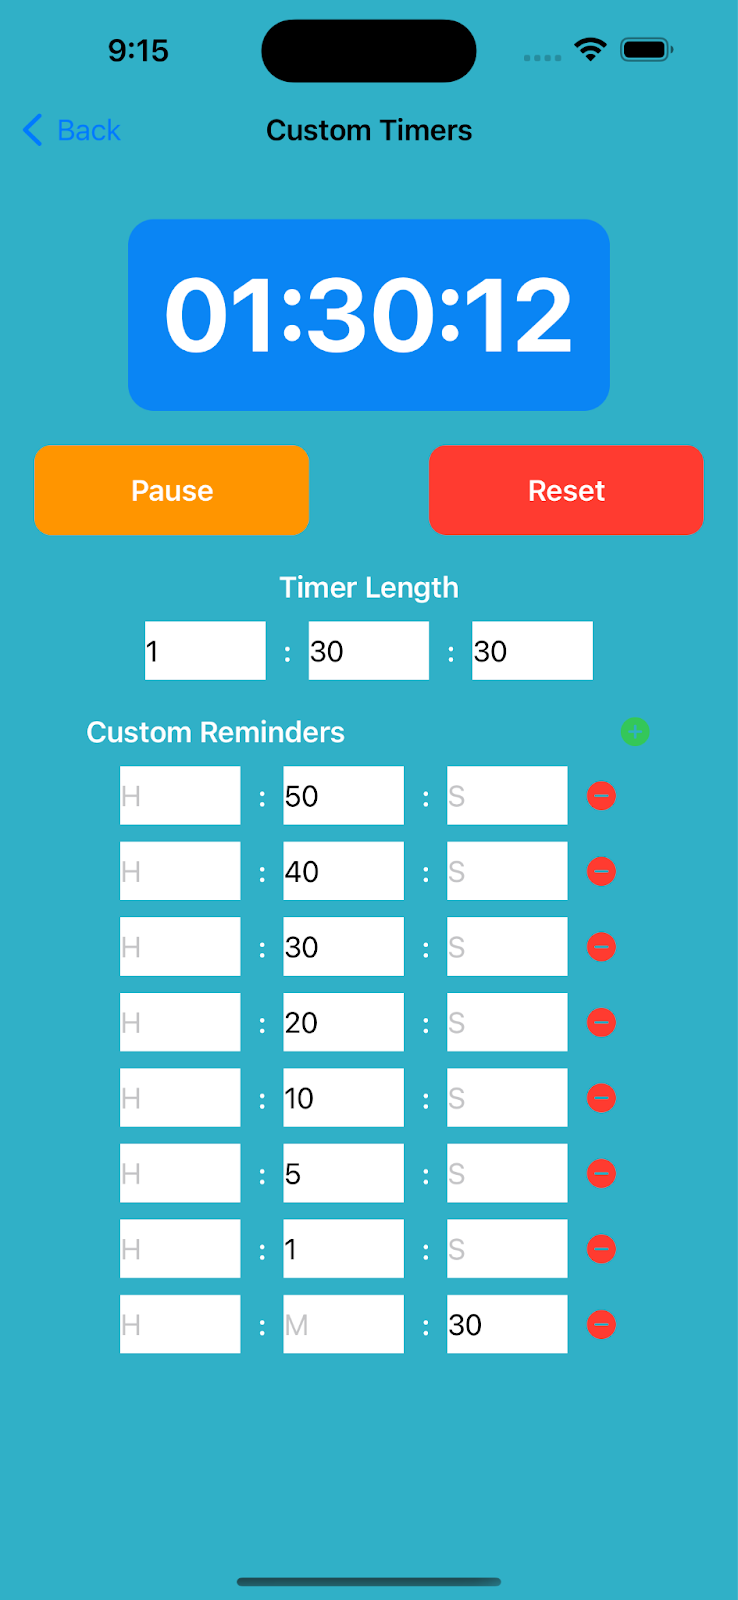 9:15
Back Custom Timers
01:30:12
Pause Reset
Timer Length
1 : 30 : 30
Custom Reminders
H : 50 : S
H : 40 : S
H : 30 : S
H : 20 : S
H : 10 : S
H : 5 : S
H : 1 : S
H : M : 30